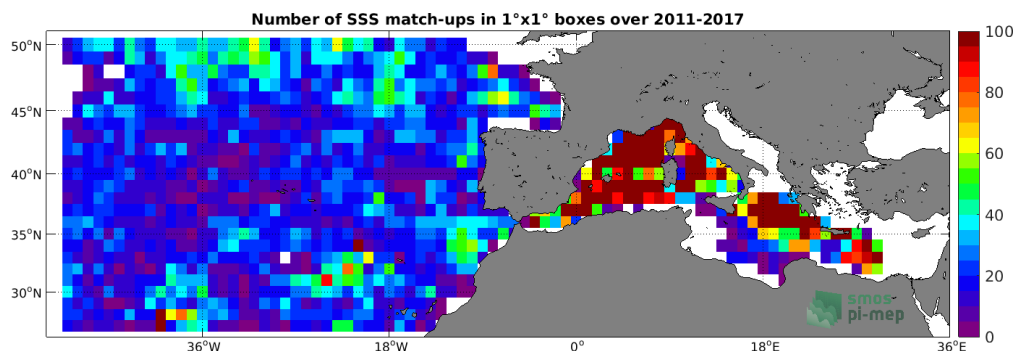 Number of SSS match-ups in 1°x1° boxes over 2011-2017
50°N
45°N
40°N
35°N
30°N
36°W
18°W
0°
18°E
36°E
100
80
60
40
20
0
smos
pi-mep